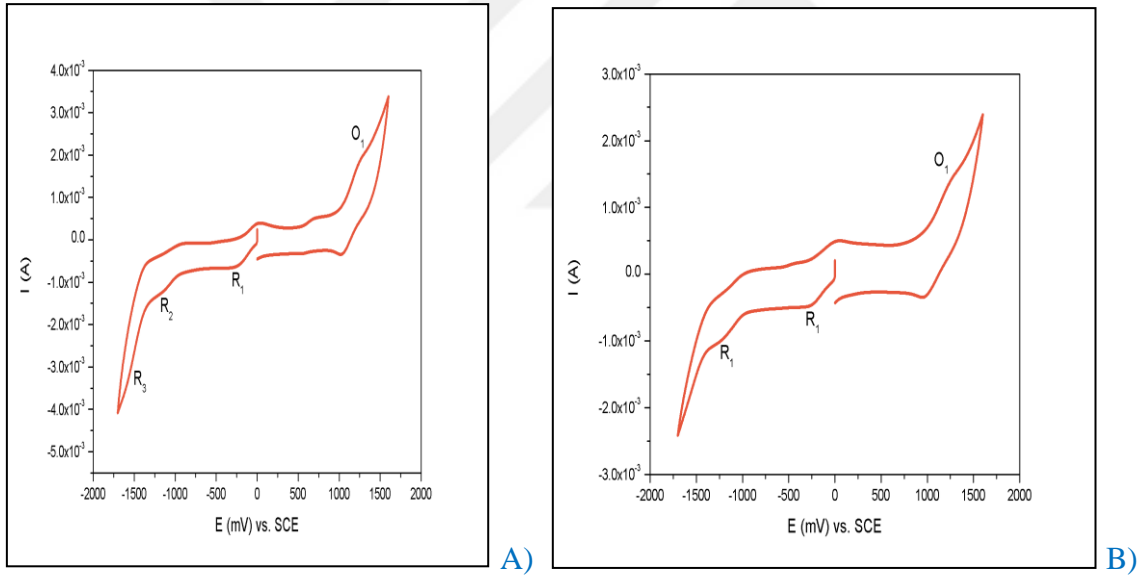 4.0x10⁻³
3.0x10⁻³
2.0x10⁻³
1.0x10⁻³
0.0
-1.0x10⁻³
-2.0x10⁻³
-3.0x10⁻³
-4.0x10⁻³
-5.0x10⁻³
I (A)
O₁
R₁
R₂
R₃
-2000 -1500 -1000 -500 0 500 1000 1500 2000
E (mV) vs. SCE
A)
3.0x10⁻³
2.0x10⁻³
1.0x10⁻³
0.0
-1.0x10⁻³
-2.0x10⁻³
-3.0x10⁻³
I (A)
O₁
R₁
R₁
-2000 -1500 -1000 -500 0 500 1000 1500 2000
E (mV) vs. SCE
B)